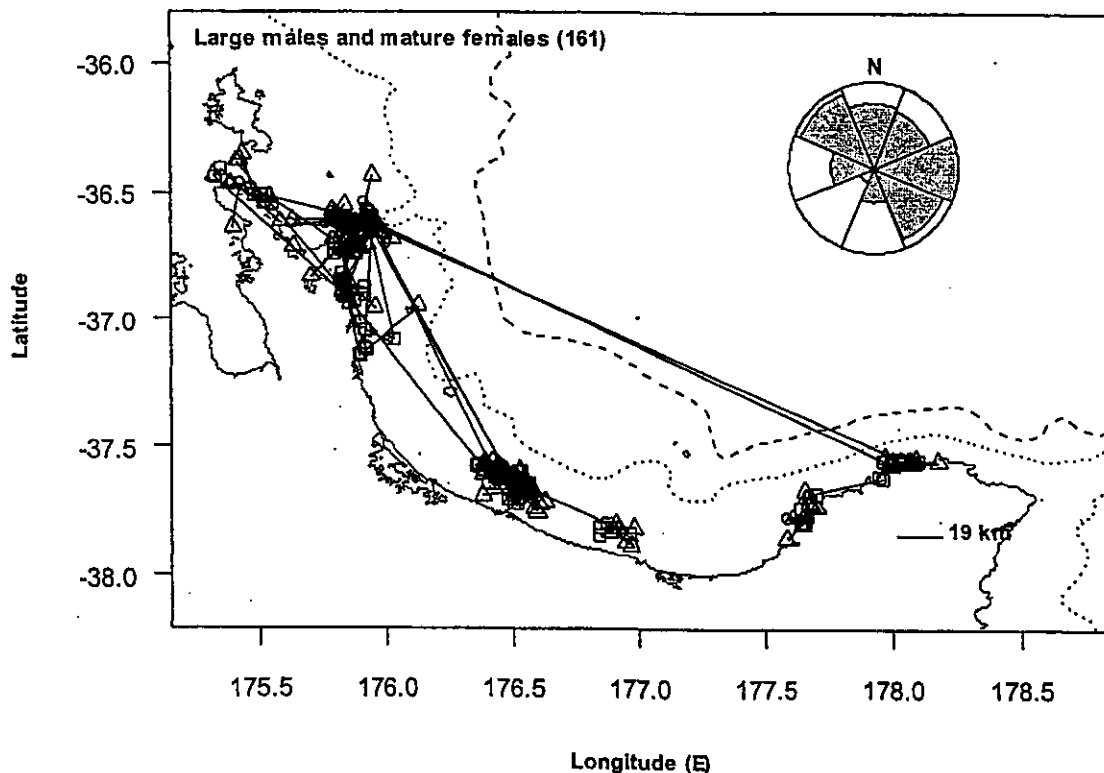 Large males and mature females (161)
N
-36.0
-36.5
-37.0
-37.5
-38.0
Latitude
19 km
175.5 176.0 176.5 177.0 177.5 178.0 178.5
Longitude (E)